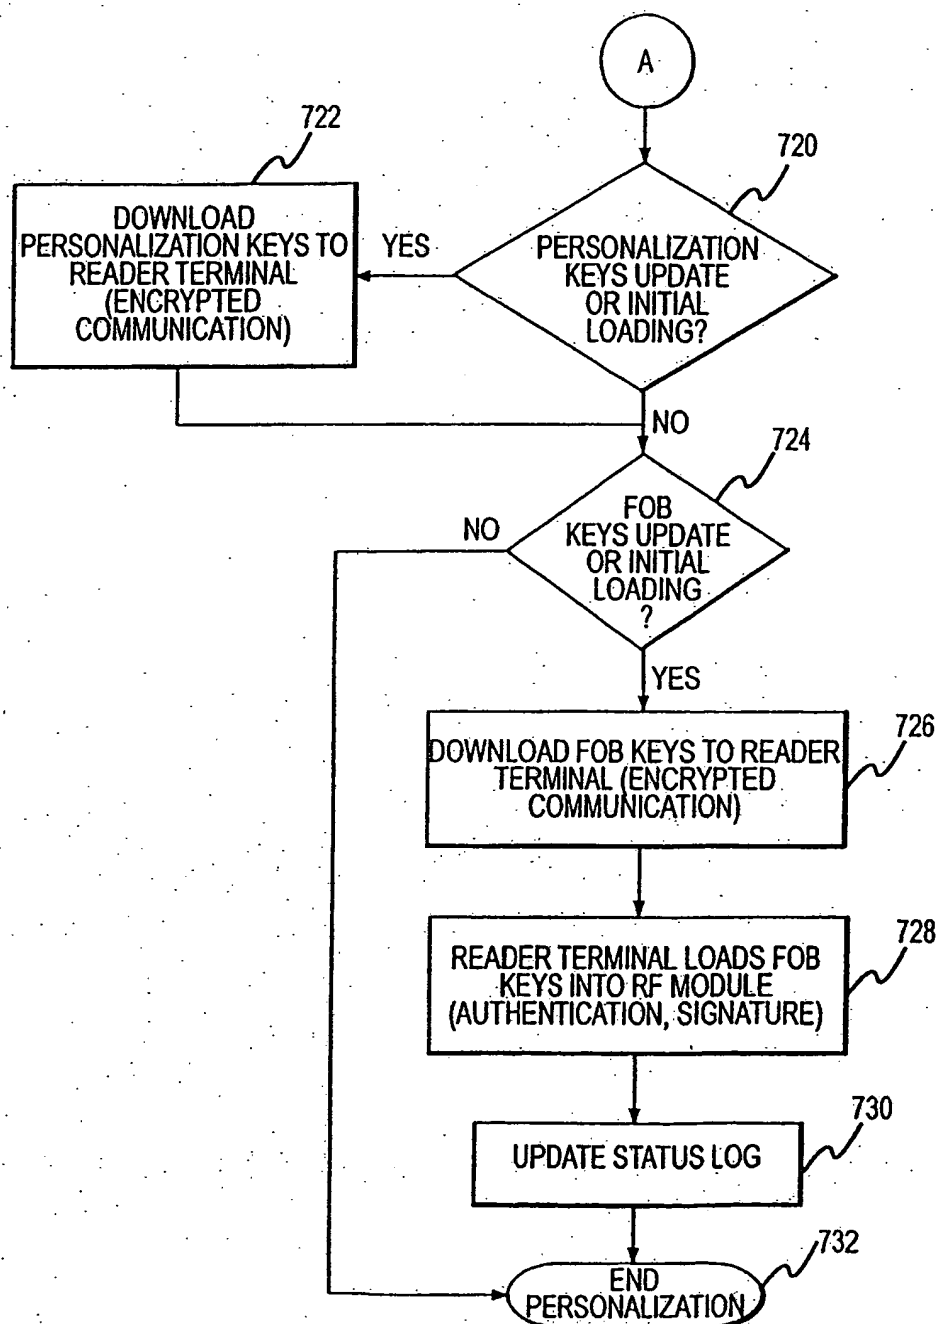 A
722
720
DOWNLOAD
PERSONALIZATION KEYS TO
READER TERMINAL
(ENCRYPTED
COMMUNICATION)
YES
PERSONALIZATION
KEYS UPDATE
OR INITIAL
LOADING?
NO
724
NO
FOB
KEYS UPDATE
OR INITIAL
LOADING
?
YES
726
DOWNLOAD FOB KEYS TO READER
TERMINAL (ENCRYPTED
COMMUNICATION)
728
READER TERMINAL LOADS FOB
KEYS INTO RF MODULE
(AUTHENTICATION, SIGNATURE)
730
UPDATE STATUS LOG
732
END
PERSONALIZATION